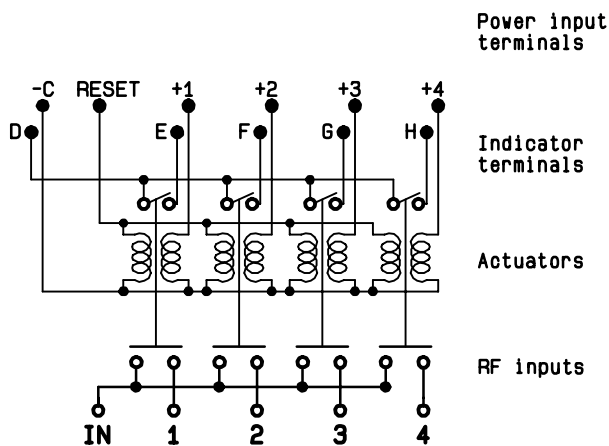 Power input
terminals
-C RESET +1 +2 +3 +4
D E F G H
Indicator
terminals
Actuators
RF inputs
IN 1 2 3 4